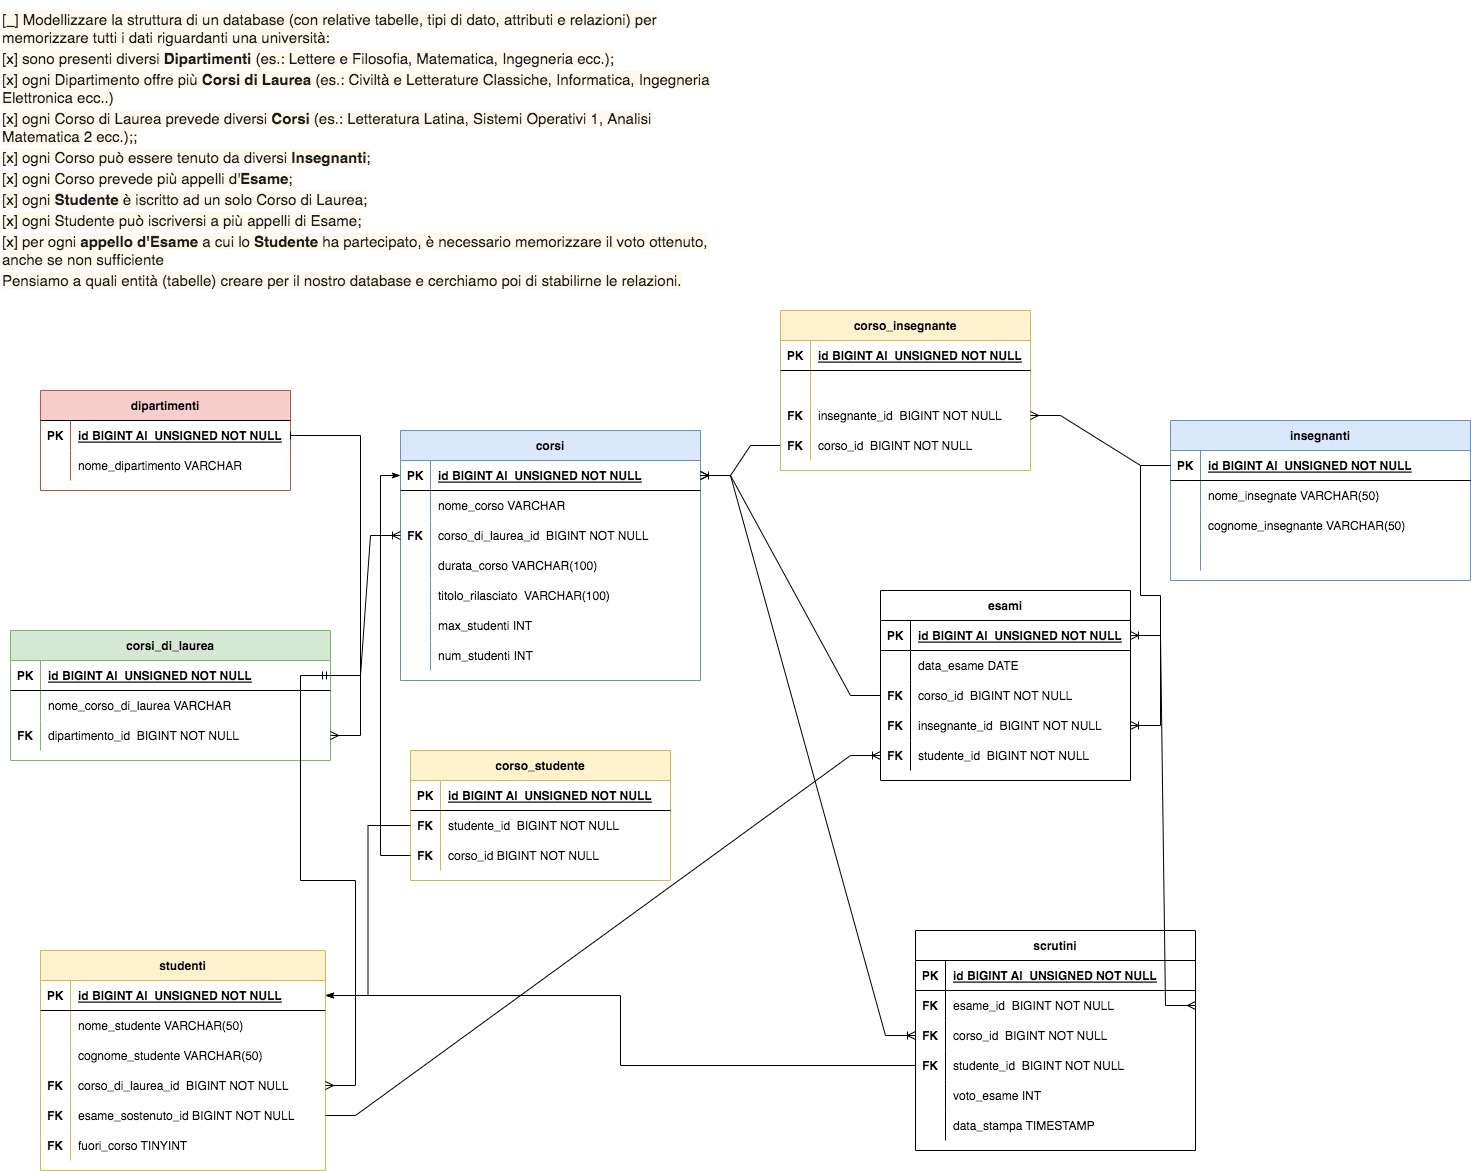 [_] Modellizzare la struttura di un database (con relative tabelle, tipi di dato, attributi e relazioni) per
memorizzare tutti i dati riguardanti una università:
[x] sono presenti diversi Dipartimenti (es.: Lettere e Filosofia, Matematica, Ingegneria ecc.);
[x] ogni Dipartimento offre più Corsi di Laurea (es.: Civiltà e Letterature Classiche, Informatica, Ingegneria
Elettronica ecc..)
[x] ogni Corso di Laurea prevede diversi Corsi (es.: Letteratura Latina, Sistemi Operativi 1, Analisi
Matematica 2 ecc.);;
[x] ogni Corso può essere tenuto da diversi Insegnanti;
[x] ogni Corso prevede più appelli d'Esame;
[x] ogni Studente è iscritto ad un solo Corso di Laurea;
[x] ogni Studente può iscriversi a più appelli di Esame;
[x] per ogni appello d'Esame a cui lo Studente ha partecipato, è necessario memorizzare il voto ottenuto,
anche se non sufficiente
Pensiamo a quali entità (tabelle) creare per il nostro database e cerchiamo poi di stabilirne le relazioni.
corso_insegnante
PK id BIGINT AI UNSIGNED NOT NULL
FK insegnante_id BIGINT NOT NULL
FK corso_id BIGINT NOT NULL
dipartimenti
PK id BIGINT AI UNSIGNED NOT NULL
nome_dipartimento VARCHAR
corsi
PK id BIGINT AI UNSIGNED NOT NULL
nome_corso VARCHAR
FK corso_di_laurea_id BIGINT NOT NULL
durata_corso VARCHAR(100)
titolo_rilasciato VARCHAR(100)
max_studenti INT
num_studenti INT
insegnanti
PK id BIGINT AI UNSIGNED NOT NULL
nome_insegnate VARCHAR(50)
cognome_insegnante VARCHAR(50)
esami
PK id BIGINT AI UNSIGNED NOT NULL
data_esame DATE
FK corso_id BIGINT NOT NULL
FK insegnante_id BIGINT NOT NULL
FK studente_id BIGINT NOT NULL
corsi_di_laurea
PK id BIGINT AI UNSIGNED NOT NULL
nome_corso_di_laurea VARCHAR
FK dipartimento_id BIGINT NOT NULL
corso_studente
PK id BIGINT AI UNSIGNED NOT NULL
FK studente_id BIGINT NOT NULL
FK corso_id BIGINT NOT NULL
studenti
PK id BIGINT AI UNSIGNED NOT NULL
nome_studente VARCHAR(50)
cognome_studente VARCHAR(50)
FK corso_di_laurea_id BIGINT NOT NULL
FK esame_sostenuto_id BIGINT NOT NULL
FK fuori_corso TINYINT
scrutini
PK id BIGINT AI UNSIGNED NOT NULL
FK esame_id BIGINT NOT NULL
FK corso_id BIGINT NOT NULL
FK studente_id BIGINT NOT NULL
voto_esame INT
data_stampa TIMESTAMP